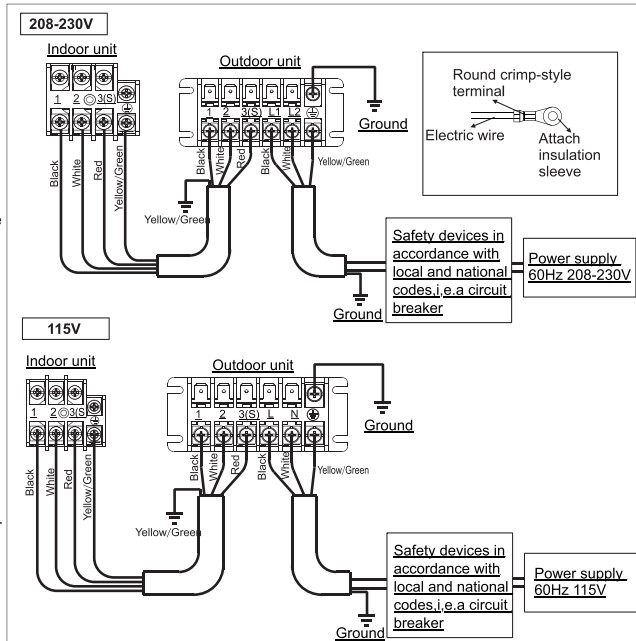 208-230V
Indoor unit
1 2 3(S)
Black
White
Red
Yellow/Green
Outdoor unit
1 2 3(S) L1 L2
Black
White
Red
Black
White
Yellow/Green
Ground
Yellow/Green
Ground
Round crimp-style
terminal
Electric wire
Attach
insulation
sleeve
Safety devices in
accordance with
local and national
codes,i,e.a circuit
breaker
Power supply
60Hz 208-230V
115V
Indoor unit
1 2 3(S)
Black
White
Red
Yellow/Green
Outdoor unit
1 2 3(S) L N
Black
White
Red
Black
White
Yellow/Green
Ground
Yellow/Green
Ground
Safety devices in
accordance with
local and national
codes,i,e.a circuit
breaker
Power supply
60Hz 115V